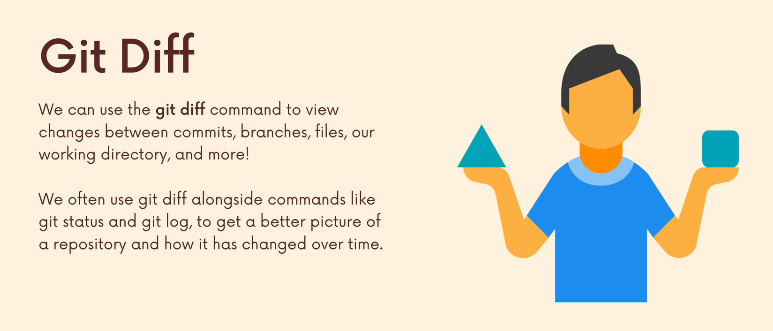 Git Diff
We can use the git diff command to view
changes between commits, branches, files, our
working directory, and more!
We often use git diff alongside commands like
git status and git log, to get a better picture of
a repository and how it has changed over time.